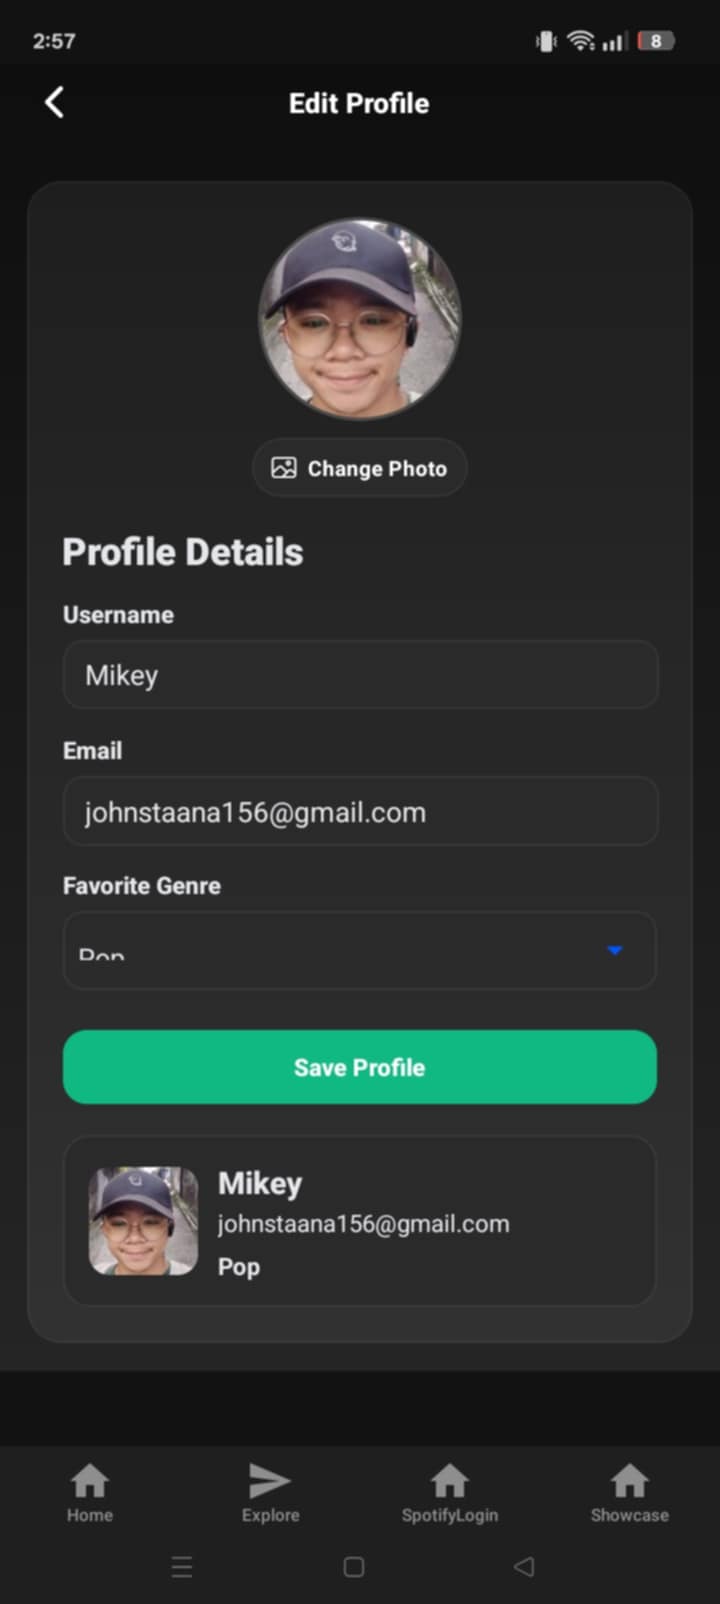 2:57
8
Edit Profile
Change Photo
Profile Details
Username
Mikey
Email
johnstaana156@gmail.com
Favorite Genre
Pop
Save Profile
Mikey
johnstaana156@gmail.com
Pop
Home
Explore
SpotifyLogin
Showcase